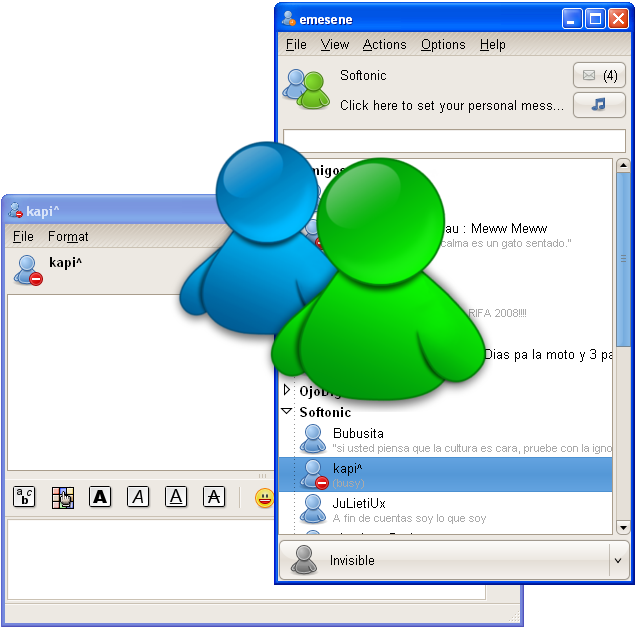 emesene
File View Actions Options Help
Softonic
(4)
Click here to set your personal mess...
au : Meww Meww
calma es un gato sentado."
RIFA 2008!!!!
Dias pa la moto y 3 pa
Softonic
Bubusita
"si usted piensa que la cultura es cara, pruebe con la igno
kapi^
(busy)
JuLietiUx
A fin de cuentas soy lo que soy
Invisible
kapi^
File Format
kapi^
a b c
A A A A